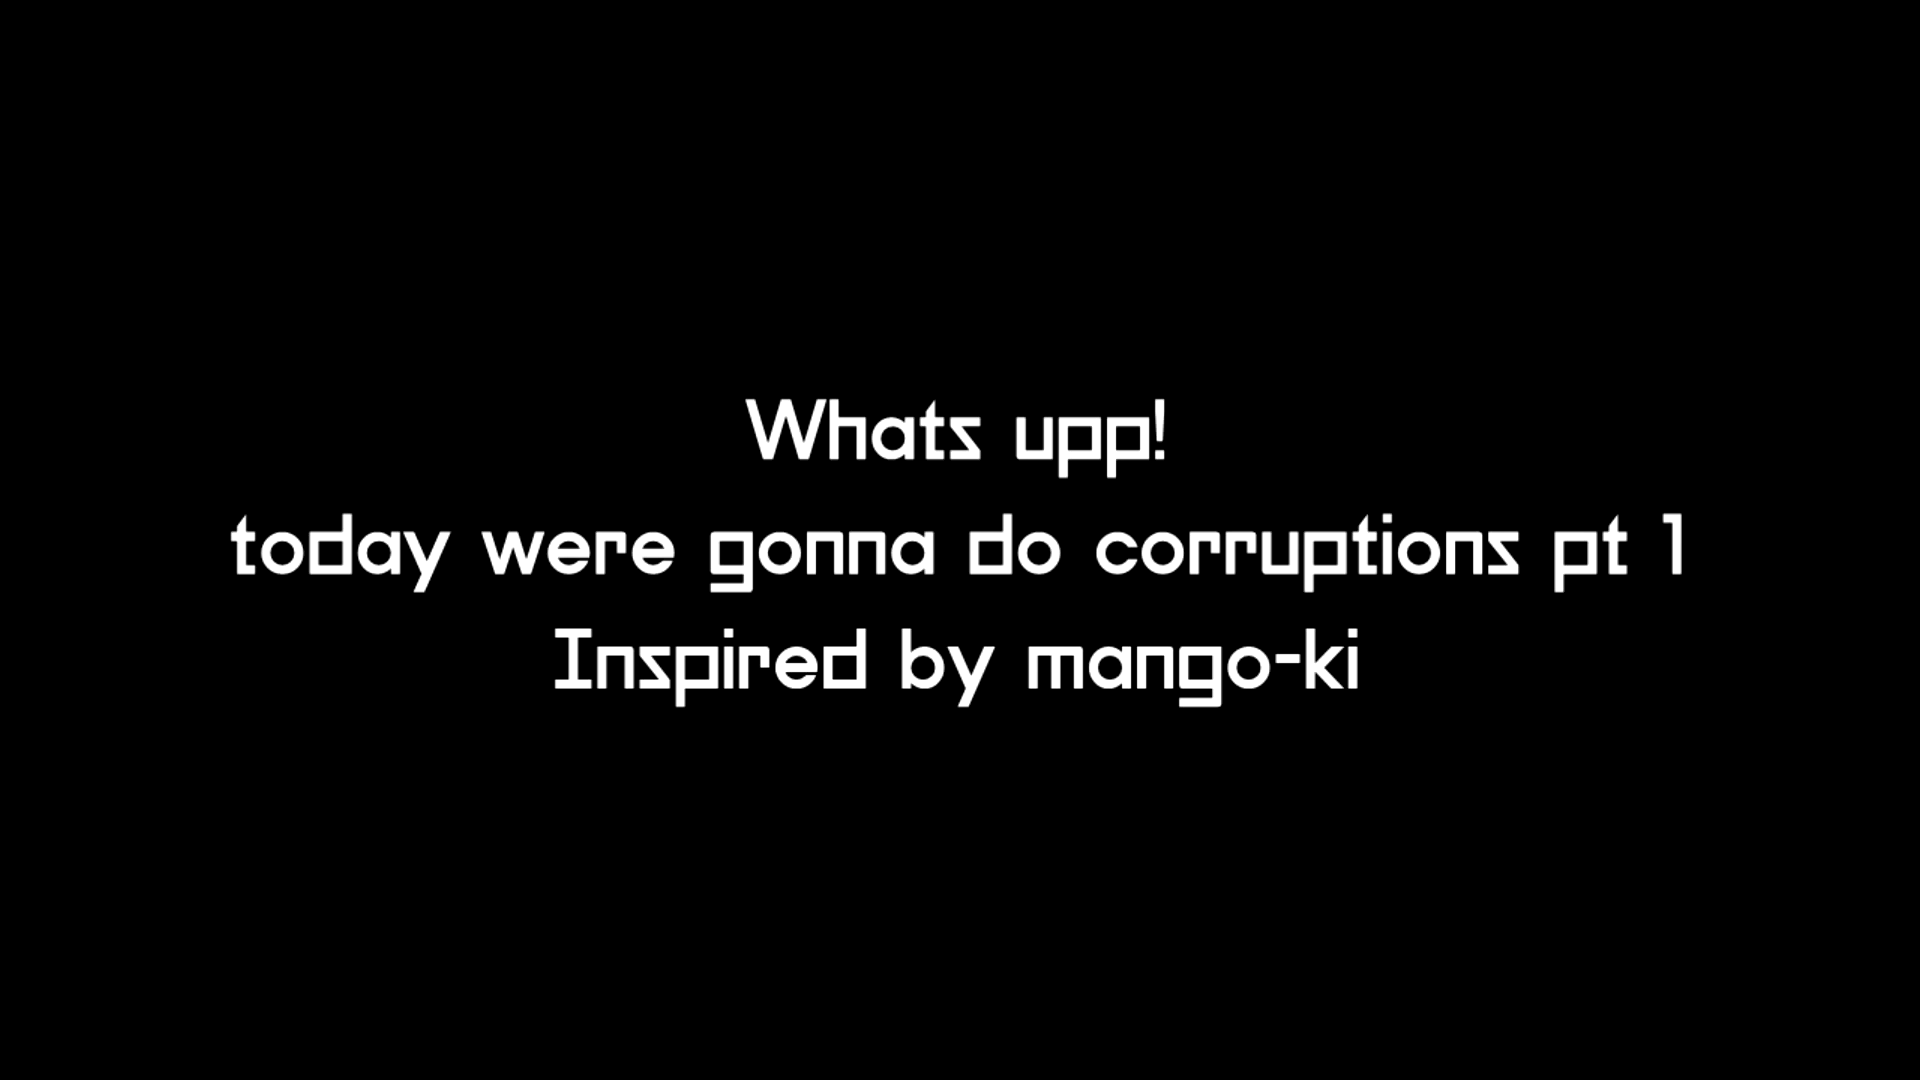 Whats upp!
today were gonna do corruptions pt 1
Inspired by mango-ki